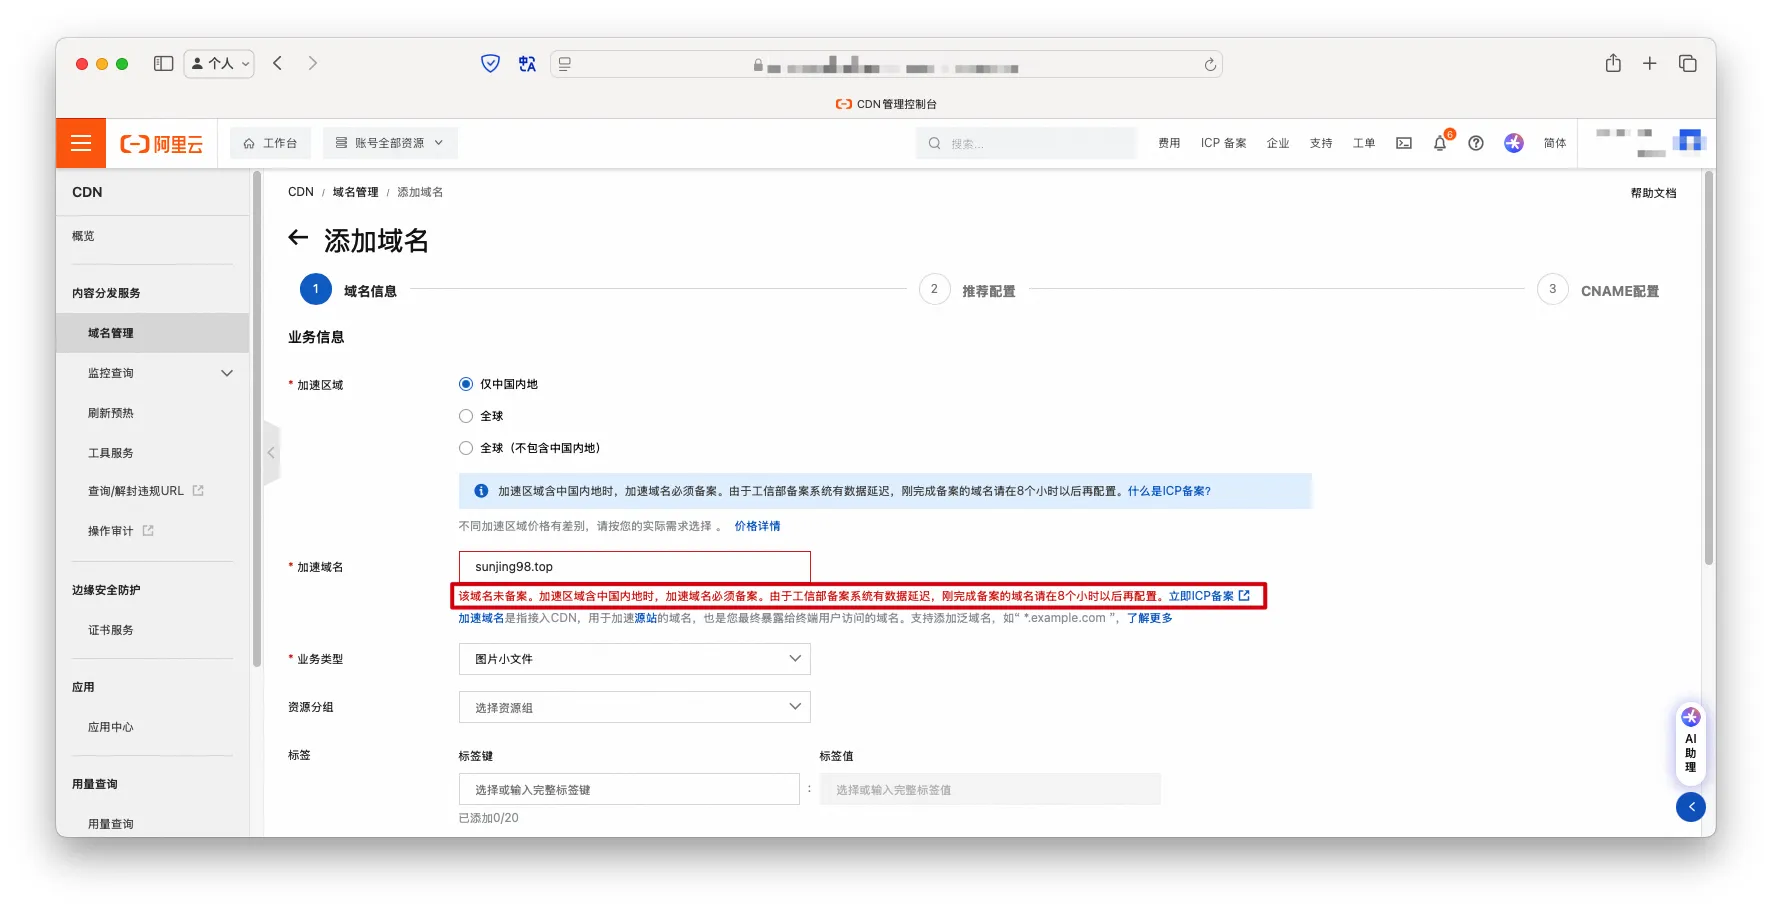 个人
CDN管理控制台
阿里云
工作台
账号全部资源
搜索...
费用
ICP 备案
企业
支持
工单
6
简体
CDN
概览
内容分发服务
域名管理
监控查询
刷新预热
工具服务
查询/解封违规URL
操作审计
边缘安全防护
证书服务
应用
应用中心
用量查询
用量查询
CDN / 域名管理 / 添加域名
帮助文档
添加域名
1 域名信息
2 推荐配置
3 CNAME配置
业务信息
* 加速区域
仅中国内地
全球
全球（不包含中国内地）
加速区域含中国内地时，加速域名必须备案。由于工信部备案系统有数据延迟，刚完成备案的域名请在8个小时以后再配置。什么是ICP备案?
不同加速区域价格有差别，请按您的实际需求选择 。 价格详情
* 加速域名
sunjing98.top
该域名未备案。加速区域含中国内地时，加速域名必须备案。由于工信部备案系统有数据延迟，刚完成备案的域名请在8个小时以后再配置。立即ICP备案
加速域名是指接入CDN，用于加速源站的域名，也是您最终暴露给终端用户访问的域名。支持添加泛域名，如“ *.example.com ”，了解更多
* 业务类型
图片小文件
资源分组
选择资源组
标签
标签键
标签值
选择或输入完整标签键
:
选择或输入完整标签值
已添加0/20
AI
助
理